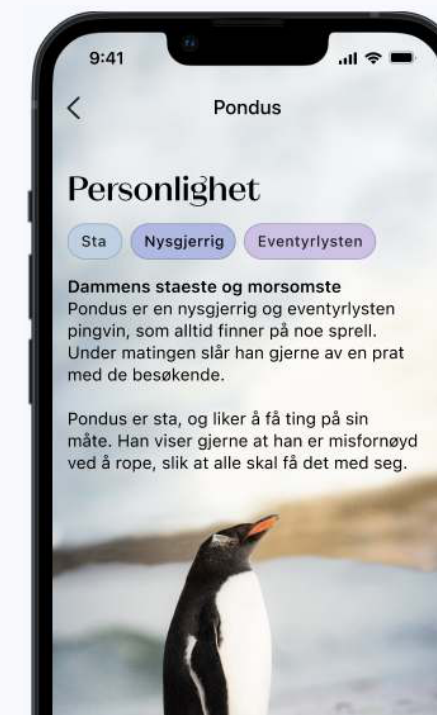 9:41
Pondus
Personlighet
Sta
Nysgjerrig
Eventyrlysten
Dammens staeste og morsomste
Pondus er en nysgjerrig og eventyrlysten
pingvin, som alltid finner på noe sprell.
Under matingen slår han gjerne av en prat
med de besøkende.
Pondus er sta, og liker å få ting på sin
måte. Han viser gjerne at han er misfornøyd
ved å rope, slik at alle skal få det med seg.